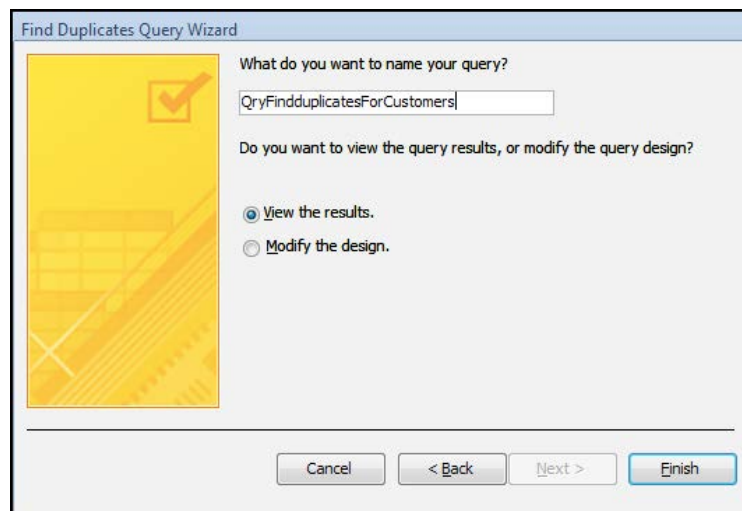 Find Duplicates Query Wizard
What do you want to name your query?
QryFindduplicatesForCustomers
Do you want to view the query results, or modify the query design?
View the results.
Modify the design.
Cancel < Back Next > Finish